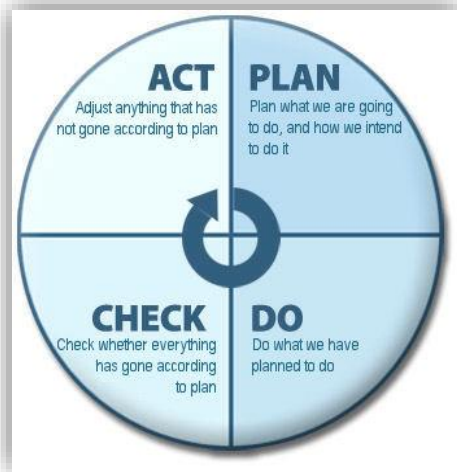 ACT
Adjust anything that has
not gone according to plan
PLAN
Plan what we are going
to do, and how we intend
to do it
CHECK
Check whether everything
has gone according
to plan
DO
Do what we have
planned to do